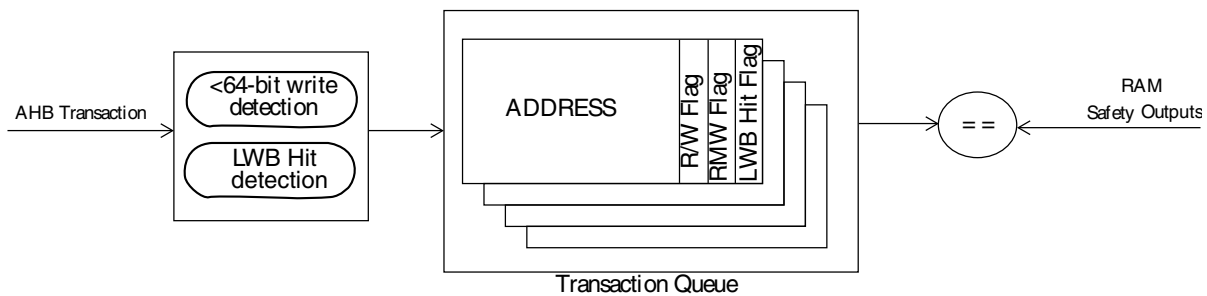 AHB Transaction
<64-bit write
detection
LWB Hit
detection
ADDRESS
R/W Flag
RMW Flag
LWB Hit Flag
Transaction Queue
==
RAM
Safety Outputs